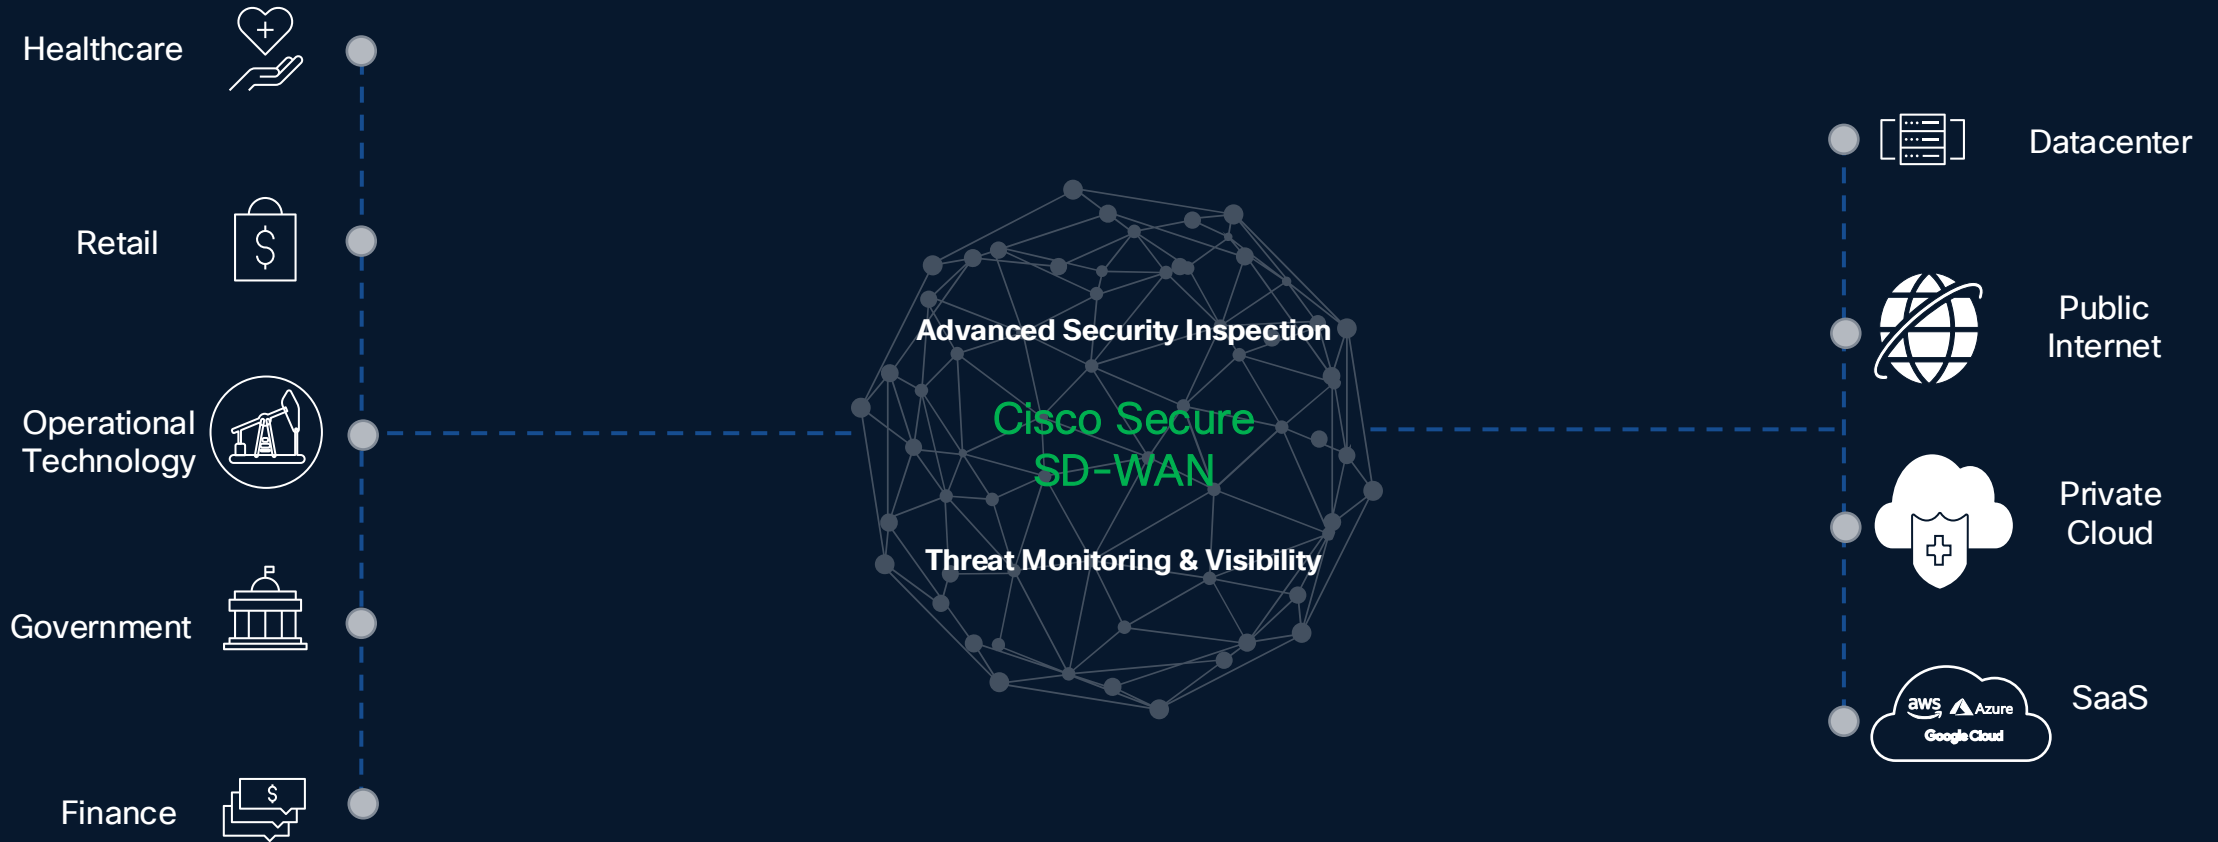 Healthcare
Retail
$
Operational
Technology
Government
Finance
$
Advanced Security Inspection
Cisco Secure
SD-WAN
Threat Monitoring & Visibility
Datacenter
Public
Internet
Private
Cloud
SaaS
aws Azure
Google Cloud